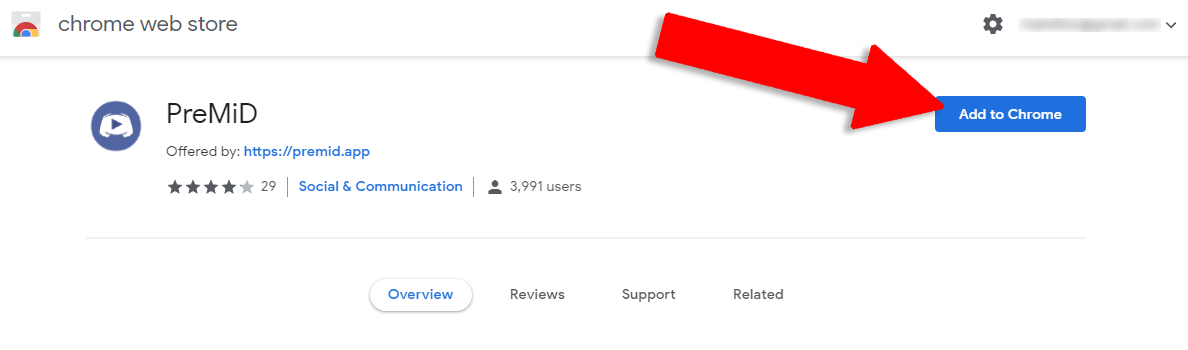 chrome web store
PreMiD
Add to Chrome
Offered by: https://premid.app
29 Social & Communication 3,991 users
Overview Reviews Support Related